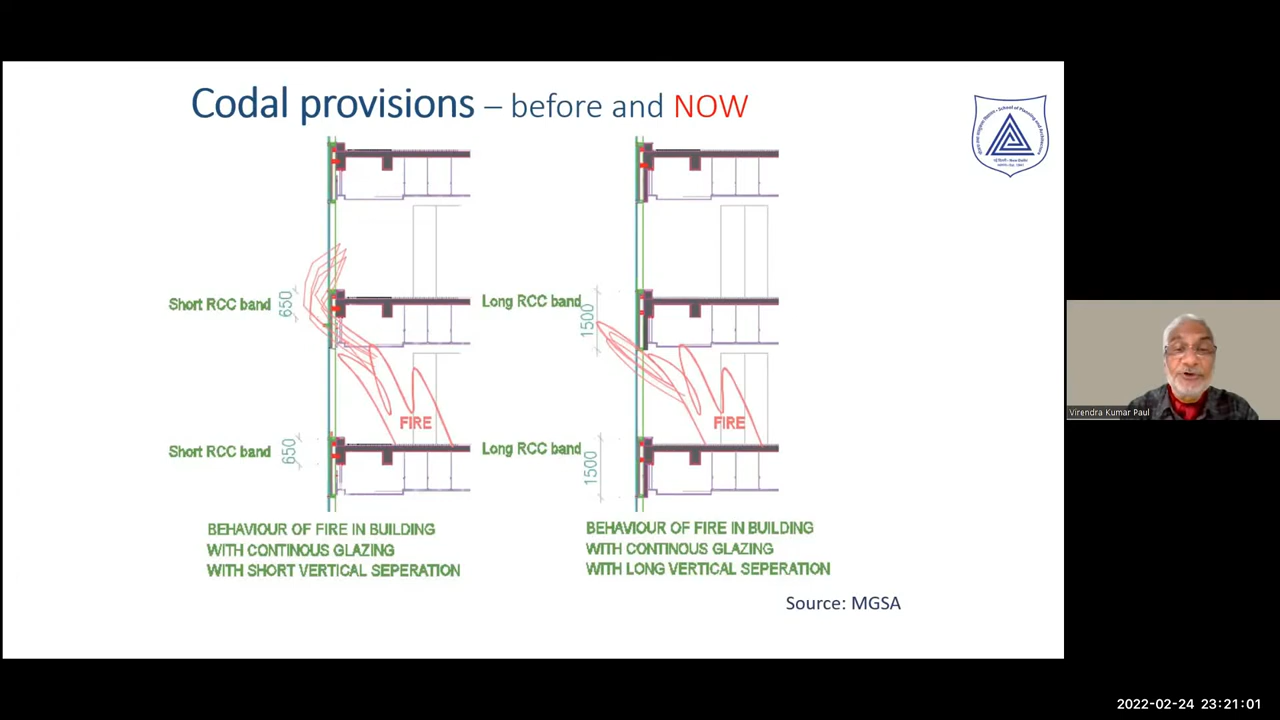 Codal provisions – before and NOW
Short RCC band
650
Long RCC band
1500
FIRE
FIRE
Short RCC band
650
Long RCC band
1500
BEHAVIOUR OF FIRE IN BUILDING
WITH CONTINOUS GLAZING
WITH SHORT VERTICAL SEPERATION
BEHAVIOUR OF FIRE IN BUILDING
WITH CONTINOUS GLAZING
WITH LONG VERTICAL SEPERATION
Source: MGSA
Virendra Kumar Paul
2022-02-24 23:21:01